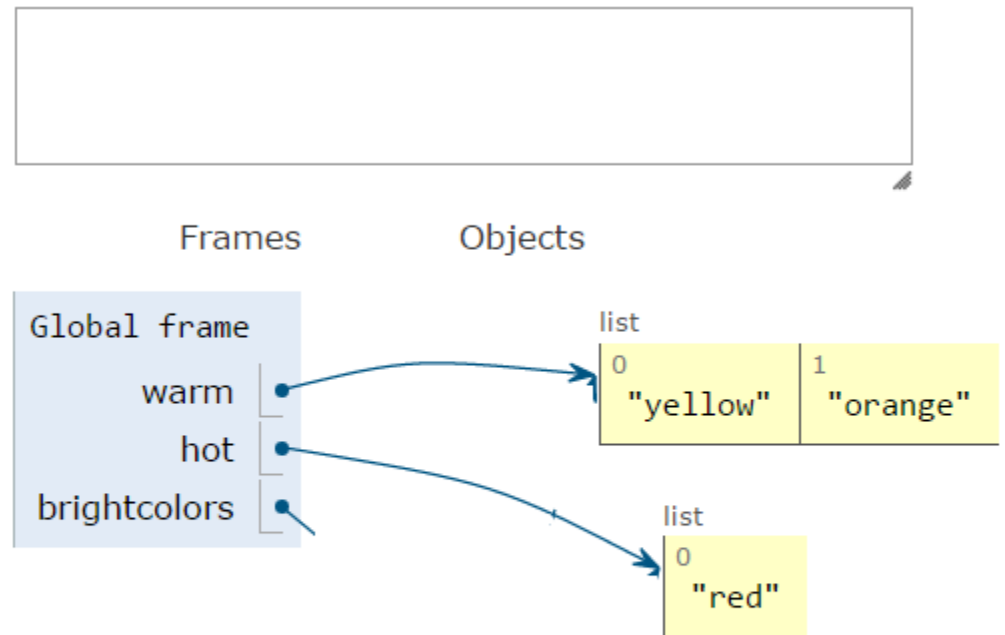 Frames Objects
Global frame
list
0 1
warm "yellow" "orange"
hot
brightcolors
list
0
"red"